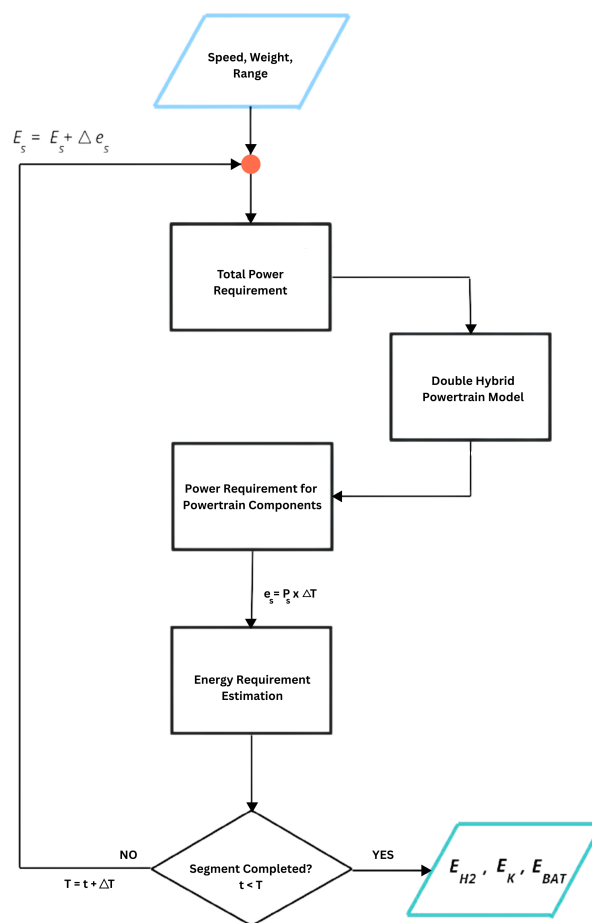 Speed, Weight,
Range
E_s = E_s + △ e_s
Total Power
Requirement
Double Hybrid
Powertrain Model
Power Requirement for
Powertrain Components
e_s = P_s x △T
Energy Requirement
Estimation
NO
T = t + △T
Segment Completed?
t < T
YES
E_H2 , E_K , E_BAT